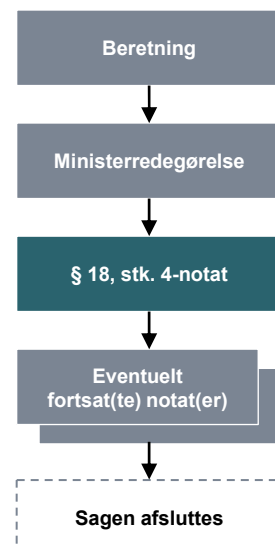 Beretning
Ministerredegørelse
§ 18, stk. 4-notat
Eventuelt
fortsat(te) notat(er)
Sagen afsluttes